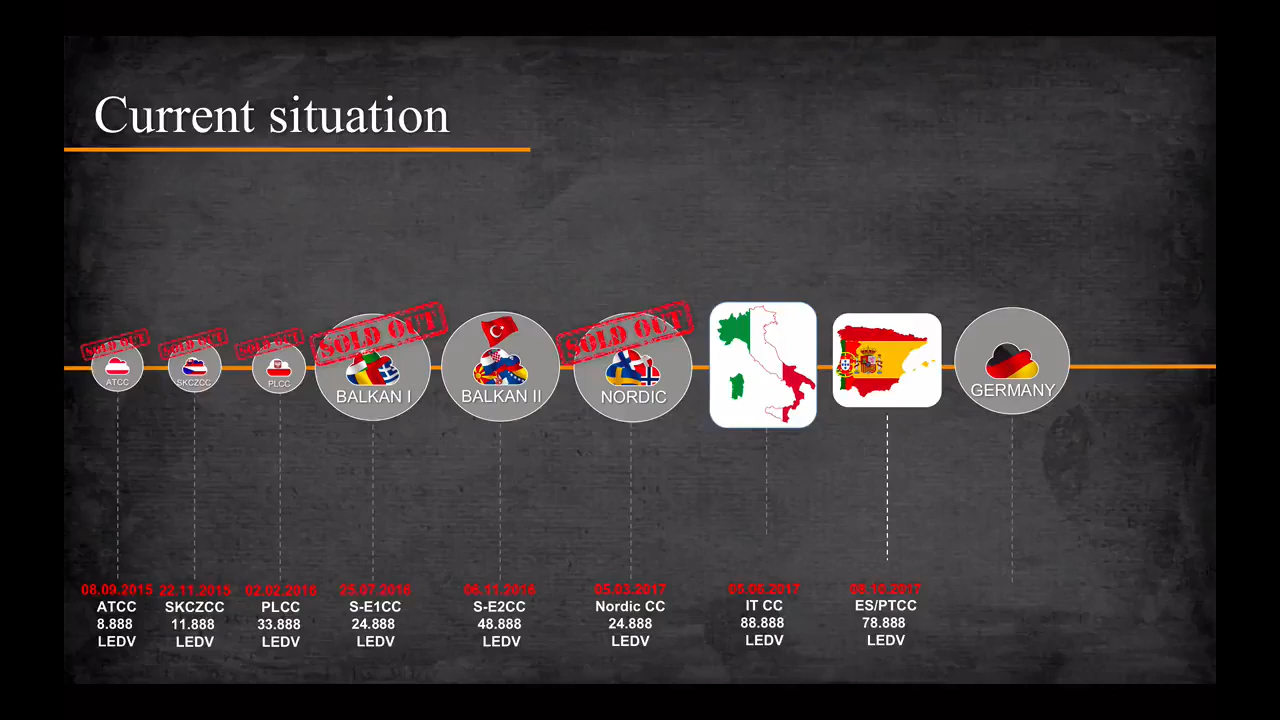 Current situation
SOLD OUT
SOLD OUT
SOLD OUT
SOLD OUT
SOLD OUT
ATCC
SKCZCC
PLCC
BALKAN I
BALKAN II
NORDIC
GERMANY
08.09.2015
ATCC
8.888
LEDV
22.11.2015
SKCZCC
11.888
LEDV
02.02.2016
PLCC
33.888
LEDV
25.07.2016
S-E1CC
24.888
LEDV
06.11.2016
S-E2CC
48.888
LEDV
05.03.2017
Nordic CC
24.888
LEDV
05.06.2017
IT CC
88.888
LEDV
08.10.2017
ES/PTCC
78.888
LEDV